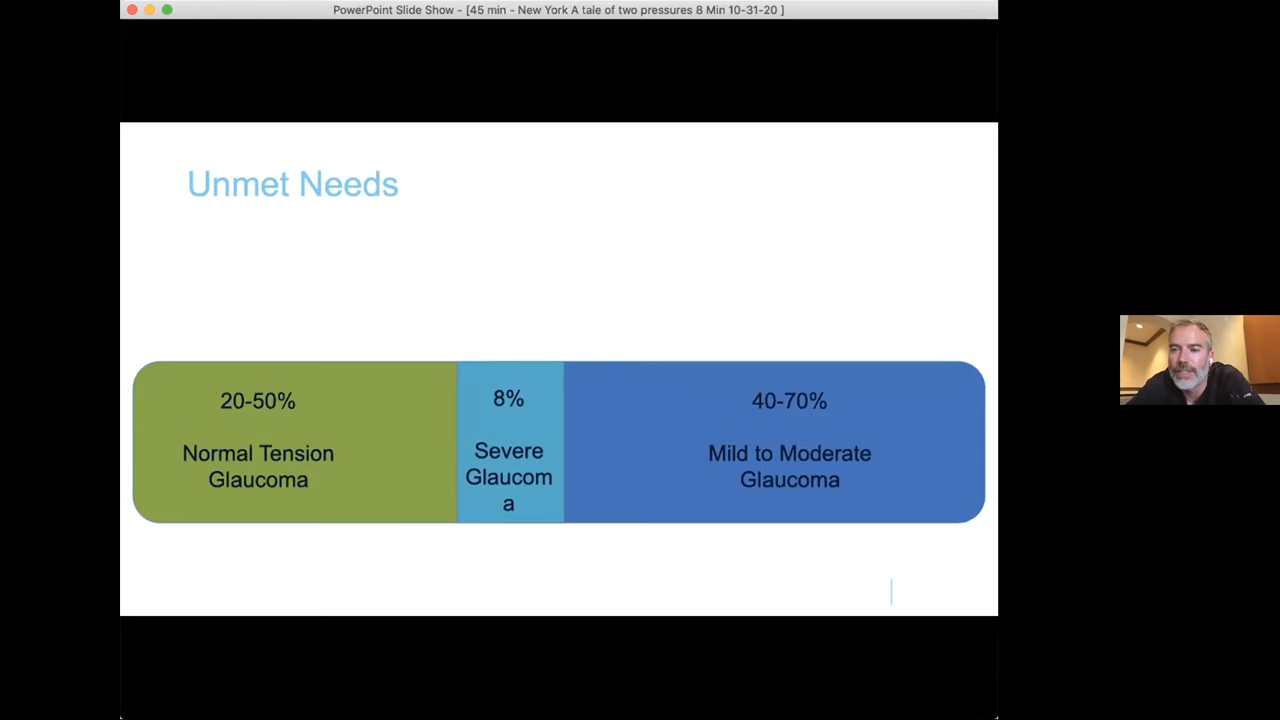 PowerPoint Slide Show - [45 min - New York A tale of two pressures 8 Min 10-31-20 ]
Unmet Needs
20-50%
Normal Tension
Glaucoma
8%
Severe
Glaucom
a
40-70%
Mild to Moderate
Glaucoma